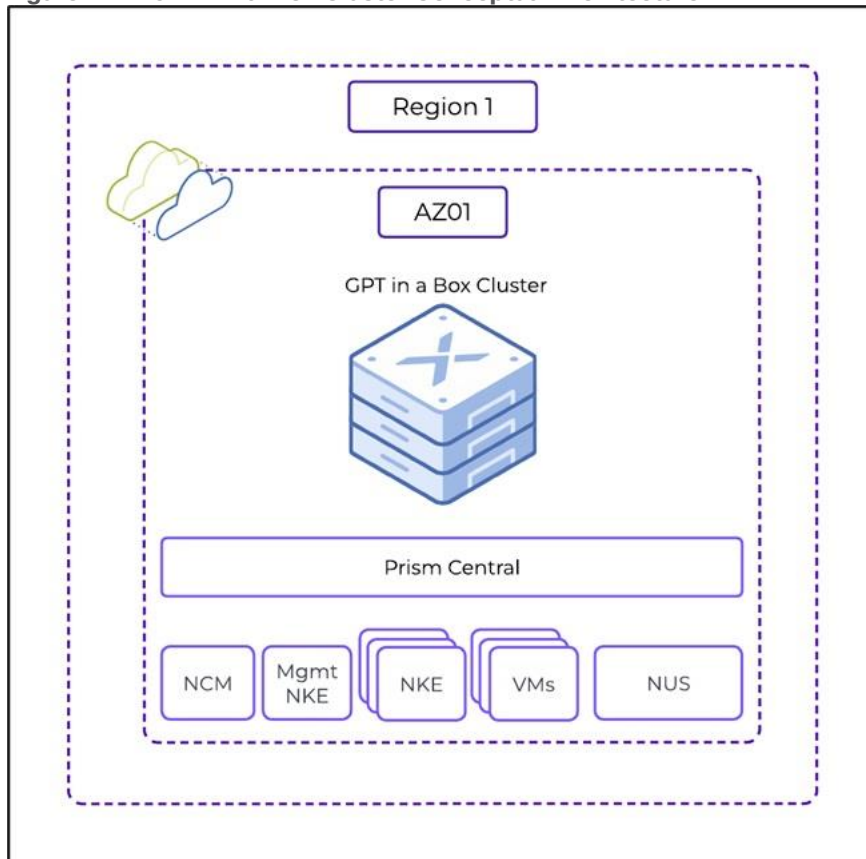 Region 1
AZ01
GPT in a Box Cluster
Prism Central
NCM
Mgmt
NKE
NKE
VMs
NUS